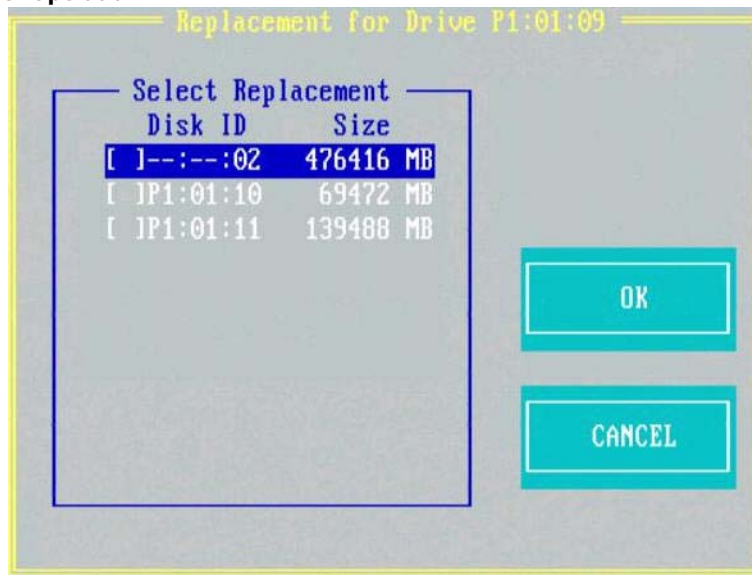 Replacement for Drive P1:01:09
Select Replacement
Disk ID Size
[ ]--:--:02 476416 MB
[ ]P1:01:10 69472 MB
[ ]P1:01:11 139488 MB
OK
CANCEL